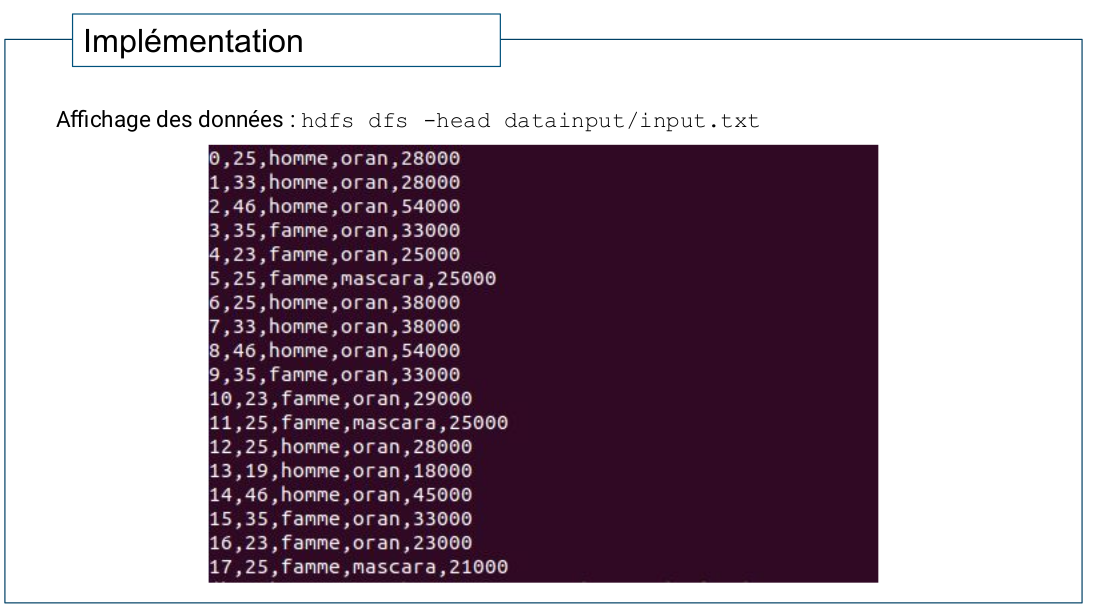 Implémentation
Affichage des données : hdfs dfs -head datainput/input.txt
0,25,homme,oran,28000
1,33,homme,oran,28000
2,46,homme,oran,54000
3,35,famme,oran,33000
4,23,famme,oran,25000
5,25,famme,mascara,25000
6,25,homme,oran,38000
7,33,homme,oran,38000
8,46,homme,oran,54000
9,35,famme,oran,33000
10,23,famme,oran,29000
11,25,famme,mascara,25000
12,25,homme,oran,28000
13,19,homme,oran,18000
14,46,homme,oran,45000
15,35,famme,oran,33000
16,23,famme,oran,23000
17,25,famme,mascara,21000